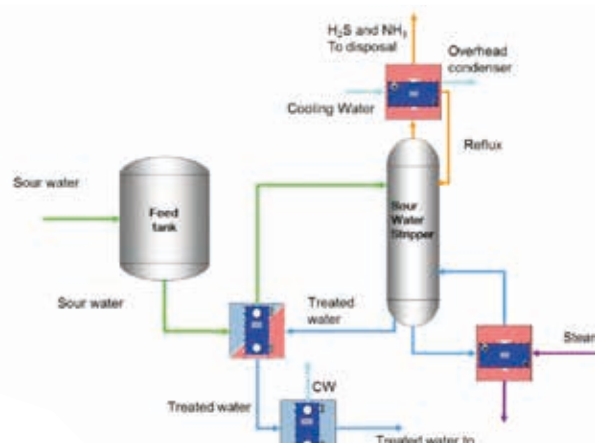 H₂S and NH₃
To disposal
Overhead
condenser
Cooling Water
Reflux
Sour water
Feed
tank
Sour
Water
Stripper
Sour water
Treated
water
Stear
CW
Treated water
Treated water to